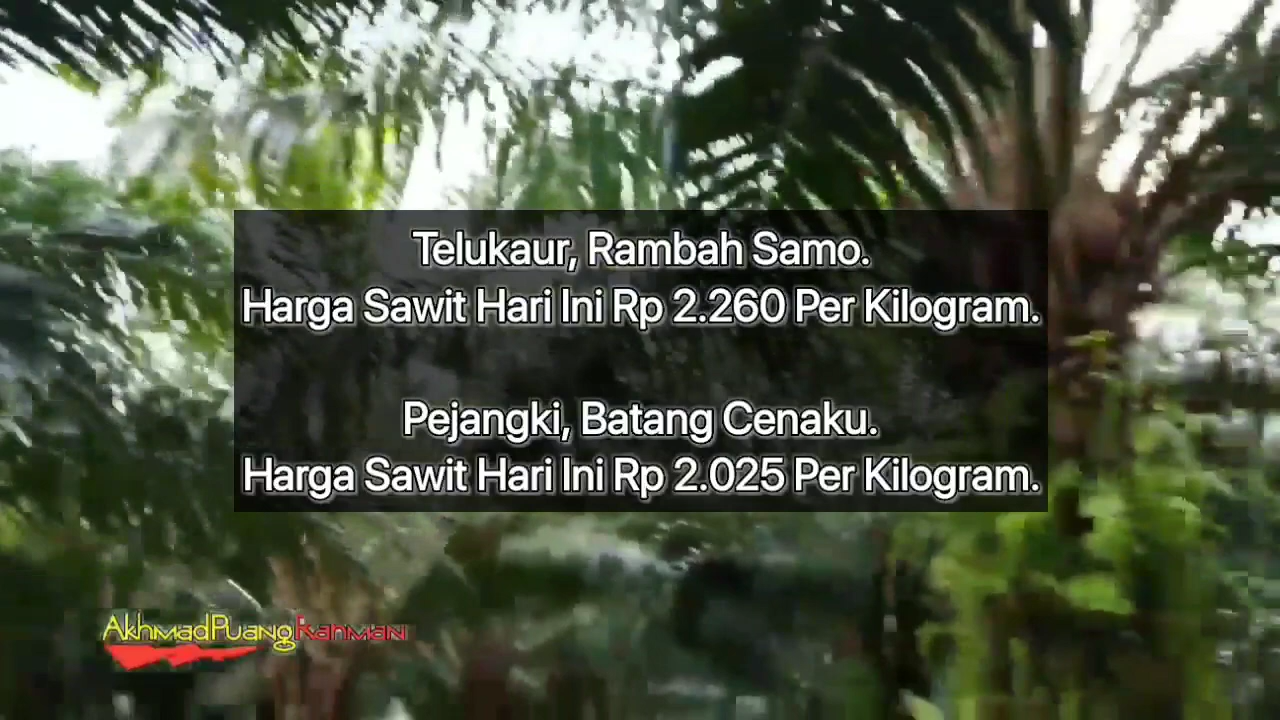 Telukaur, Rambah Samo.
Harga Sawit Hari Ini Rp 2.260 Per Kilogram.
Pejangki, Batang Cenaku.
Harga Sawit Hari Ini Rp 2.025 Per Kilogram.
AkhmadPuangRahman